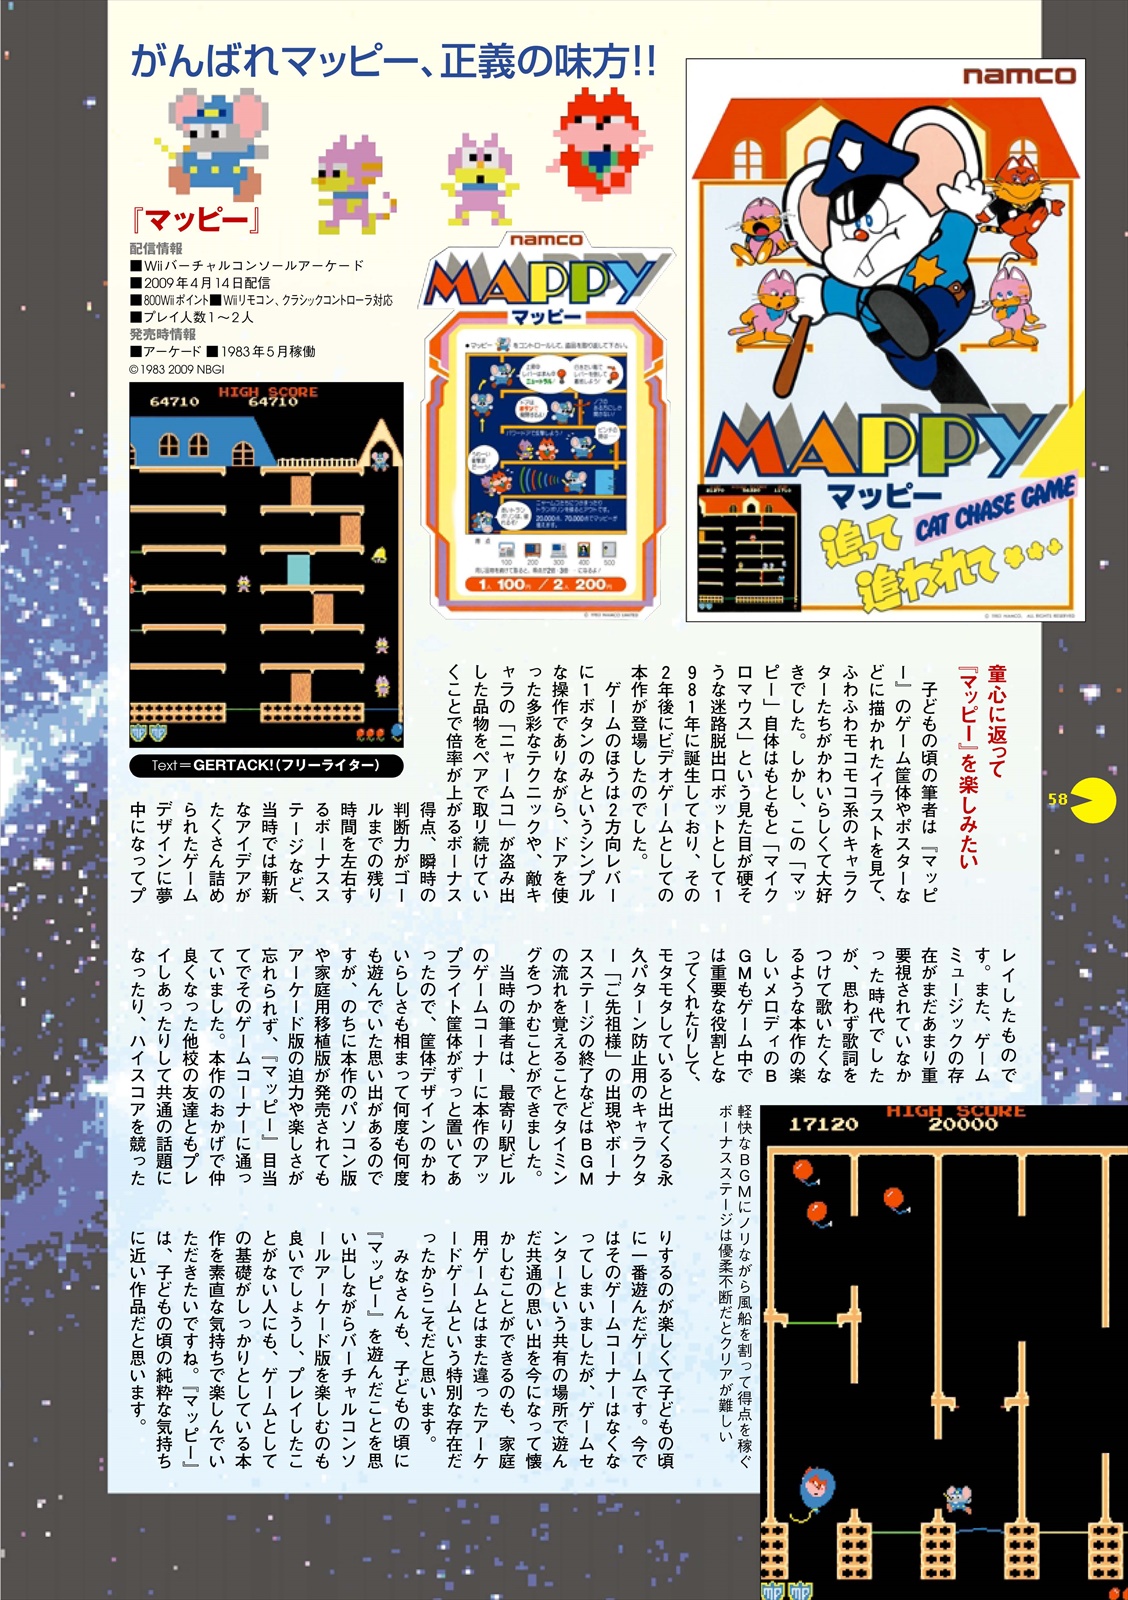 がんばれマッピー、正義の味方!!
『マッピー』
配信情報
■Wiiバーチャルコンソールアーケード
■2009年4月14日配信
■800Wiiポイント■Wiiリモコン、クラシックコントローラ対応
■プレイ人数1〜2人
発売時情報
■アーケード ■1983年5月稼働
©1983 2009 NBGI
HIGH SCORE
64710 64710
Text=GERTACK!(フリーライター)
namco
MAPPY
マッピー
をコントロールして、盗品を取り返して下さい。
100 200 300 400 500
1人 100円 / 2人 200円
namco
MAPPY
マッピー
CAT CHASE GAME
追って
追われて
58
童心に返って
『マッピー』を楽しみたい
子どもの頃の筆者は『マッピ
ー』のゲーム筐体やポスターな
どに描かれたイラストを見て、
ふわふわモコモコ系のキャラク
ターたちがかわいらしくて大好
きでした。しかし、この「マッ
ピー」自体はもともと「マイク
ロマウス」という見た目が硬そ
うな迷路脱出ロボットとして1
981年に誕生しており、その
2年後にビデオゲームとしての
本作が登場したのでした。
ゲームのほうは2方向レバー
に1ボタンのみというシンプル
な操作でありながら、ドアを使
った多彩なテクニックや、敵キ
ャラの「ニャームコ」が盗み出
した品物をペアで取リ続けてい
くことで倍率が上がるボーナス
得点、瞬時の
判断力がゴー
ルまでの残り
時間を左右す
るボーナスス
テージなど、
当時では斬新
なアイデアが
たくさん詰め
られたゲーム
デザインに夢
中になってプ
レイしたもので
す。また、ゲーム
ミュージックの存
在がまだあまり重
要視されていなか
った時代でした
が、思わず歌詞を
つけて歌いたくな
るような本作の楽
しいメロディのB
GMもゲーム中で
は重要な役割とな
ってくれたりして、
モタモタしていると出てくる永
久パターン防止用のキャラクタ
ー「ご先祖様」の出現やボーナ
スステージの終了などはBGM
の流れを覚えることでタイミン
グをつかむことができました。
当時の筆者は、最寄り駅ビル
のゲームコーナーに本作のアッ
プライト筐体がずっと置いてあ
ったので、筐体デザインのかわ
いらしさも相まって何度も何度
も遊んでいた思い出があるので
すが、のちに本作のパソコン版
や家庭用移植版が発売されても
アーケード版の迫力や楽しさが
忘れられず、『マッピー』目当
てでそのゲームコーナーに通っ
ていました。本作のおかげで仲
良くなった他校の友達ともプレ
イしあったりして共通の話題に
なったり、ハイスコアを競った
りするのが楽しくて子どもの頃
に一番遊んだゲームです。今で
はそのゲームコーナーはなくな
ってしまいましたが、ゲームセ
ンターという共有の場所で遊ん
だ共通の思い出を今になって懐
かしむことができるのも、家庭
用ゲームとはまた違ったアーケ
ードゲームという特別な存在だ
ったからこそだと思います。
みなさんも、子どもの頃に
『マッピー』を遊んだことを思
い出しながらバーチャルコンソ
ールアーケード版を楽しむのも
良いでしょうし、プレイしたこ
とがない人にも、ゲームとして
の基礎がしっかりとしている本
作を素直な気持ちで楽しんでい
ただきたいですね。『マッピー』
は、子どもの頃の純粋な気持ち
に近い作品だと思います。
軽快なBGMにノリながら風船を割って得点を稼ぐ
ボーナスステージは優柔不断だとクリアが難しい
HIGH SCORE
17120 20000